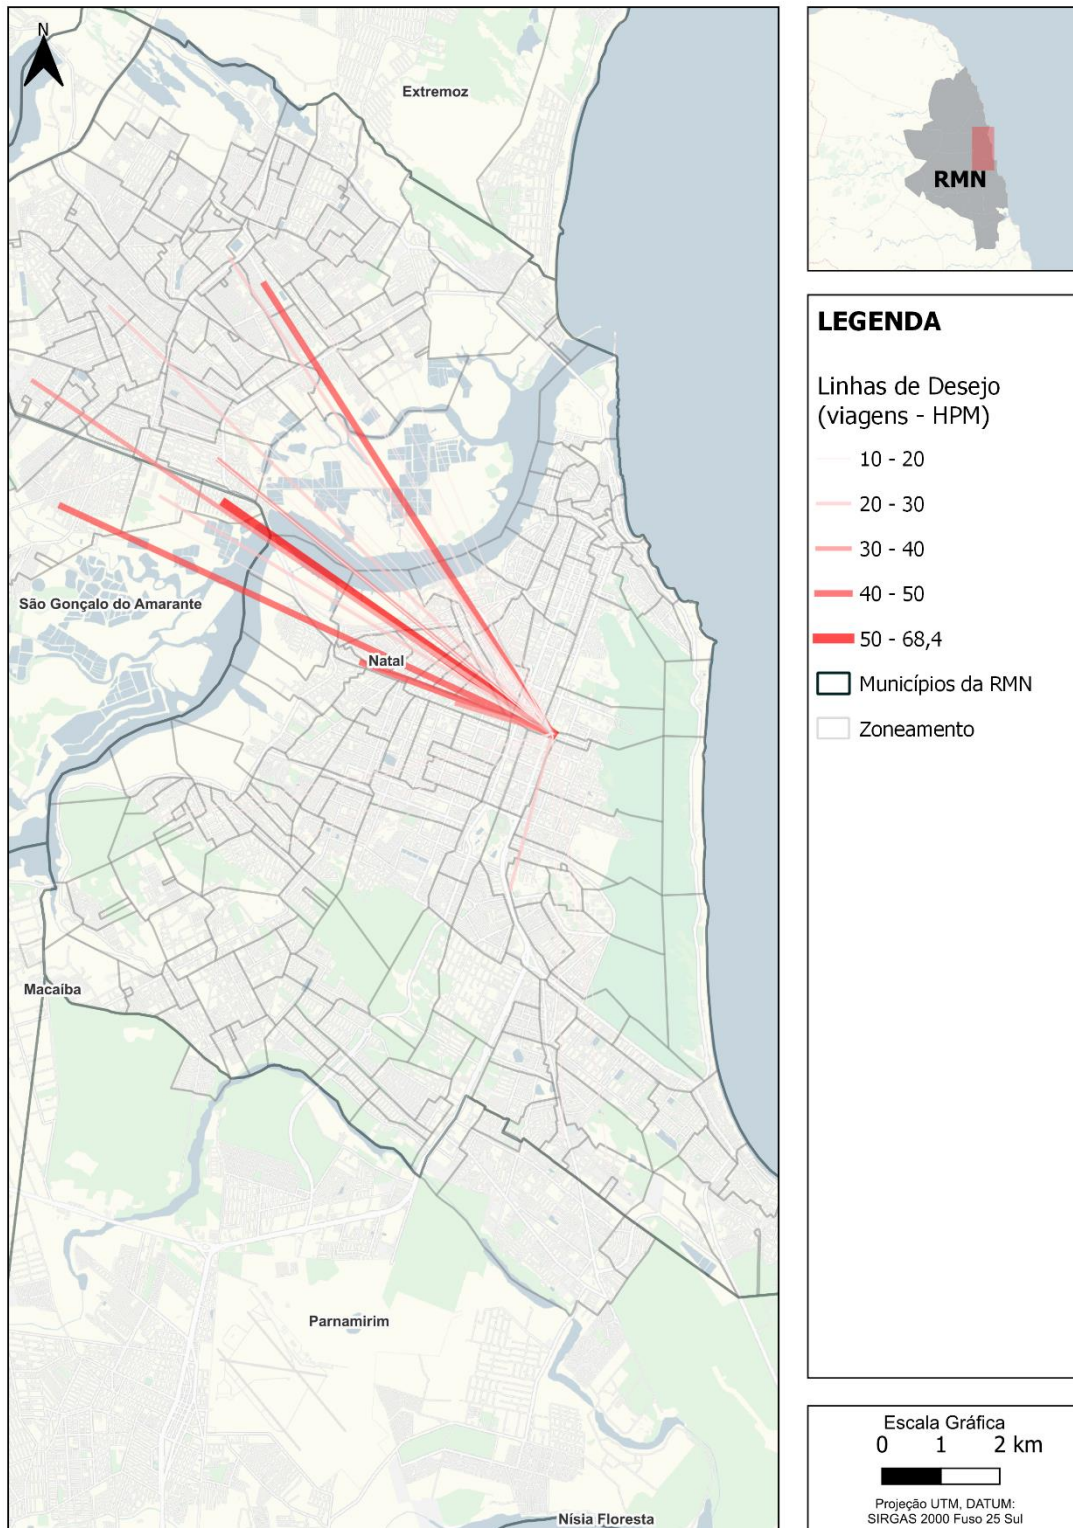 N
Extremoz
São Gonçalo do Amarante
Natal
Macaíba
Parnamirim
Nísia Floresta
RMN
LEGENDA
Linhas de Desejo
(viagens - HPM)
10 - 20
20 - 30
30 - 40
40 - 50
50 - 68,4
Municípios da RMN
Zoneamento
Escala Gráfica
0 1 2 km
Projeção UTM, DATUM:
SIRGAS 2000 Fuso 25 Sul